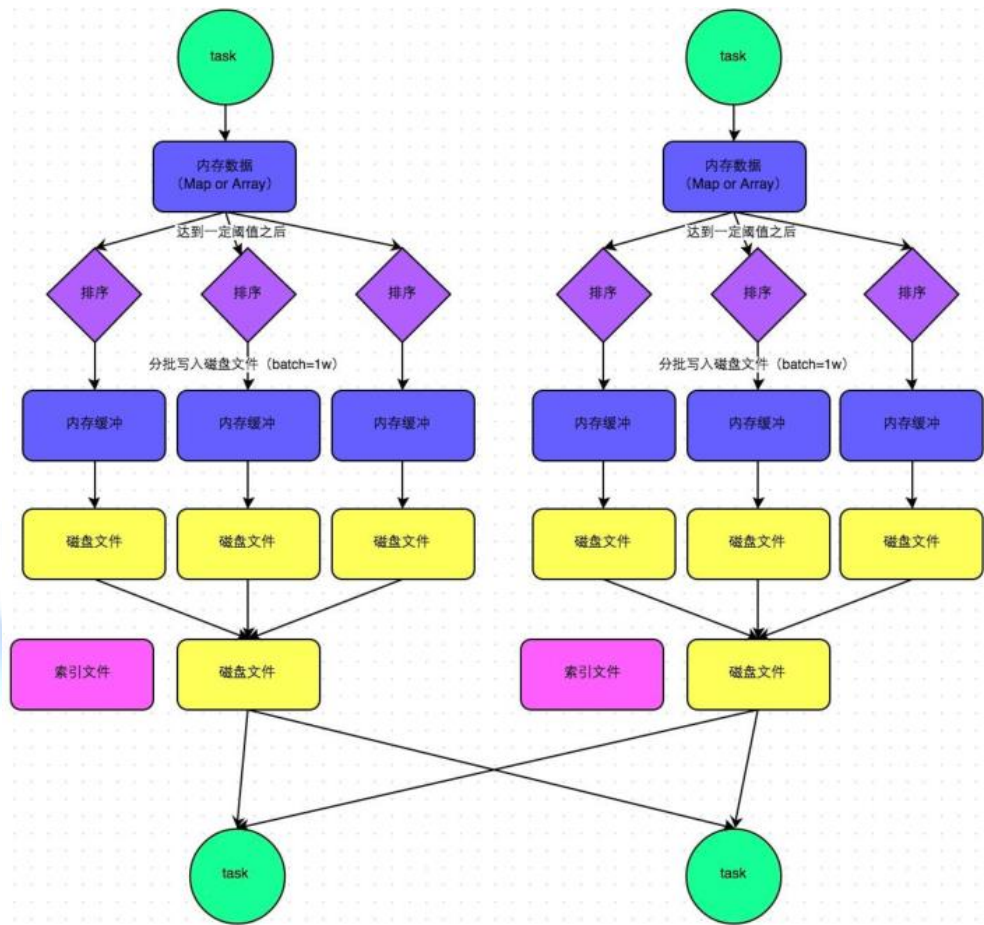 task
task
内存数据
（Map or Array）
内存数据
（Map or Array）
达到一定阈值之后
达到一定阈值之后
排序
排序
排序
排序
排序
排序
分批写入磁盘文件（batch=1w）
分批写入磁盘文件（batch=1w）
内存缓冲
内存缓冲
内存缓冲
内存缓冲
内存缓冲
内存缓冲
磁盘文件
磁盘文件
磁盘文件
磁盘文件
磁盘文件
磁盘文件
索引文件
磁盘文件
索引文件
磁盘文件
task
task